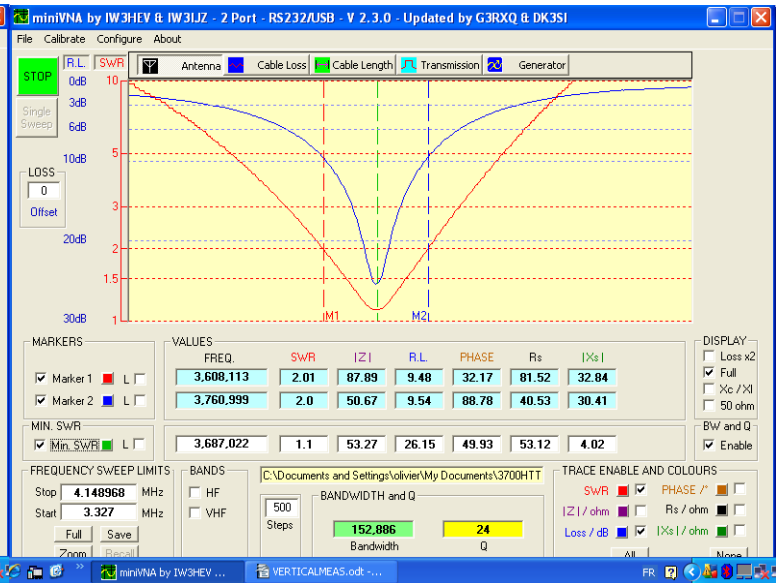 miniVNA by IW3HEV & IW3IJZ - 2 Port - RS232/USB - V 2.3.0 - Updated by G3RXQ & DK3SI
File Calibrate Configure About
STOP
Single Sweep
R.L. SWR
Antenna Cable Loss Cable Length Transmission Generator
0dB 10
3dB
6dB
10dB 5
3
20dB 2
1.5
30dB 1
M1 M2
LOSS
0
Offset
MARKERS
Marker 1 L
Marker 2 L
VALUES
FREQ. SWR |Z| R.L. PHASE Rs |Xs|
3,608,113 2.01 87.89 9.48 32.17 81.52 32.84
3,760,999 2.0 50.67 9.54 88.78 40.53 30.41
DISPLAY
Loss x2
Full
Xc / Xl
50 ohm
MIN. SWR
Min. SWR L
3,687,022 1.1 53.27 26.15 49.93 53.12 4.02
BW and Q
Enable
FREQUENCY SWEEP LIMITS
Stop 4.148968 MHz
Start 3.327 MHz
Full Save
Zoom Recall
BANDS
HF
VHF
C:\Documents and Settings\olivier\My Documents\3700HTT
500
Steps
BANDWIDTH and Q
152,886 24
Bandwidth Q
TRACE ENABLE AND COLOURS
SWR PHASE /°
|Z| / ohm Rs / ohm
Loss / dB |Xs| / ohm
All None
miniVNA by IW3HEV ... VERTICALMEAS.odt -... FR